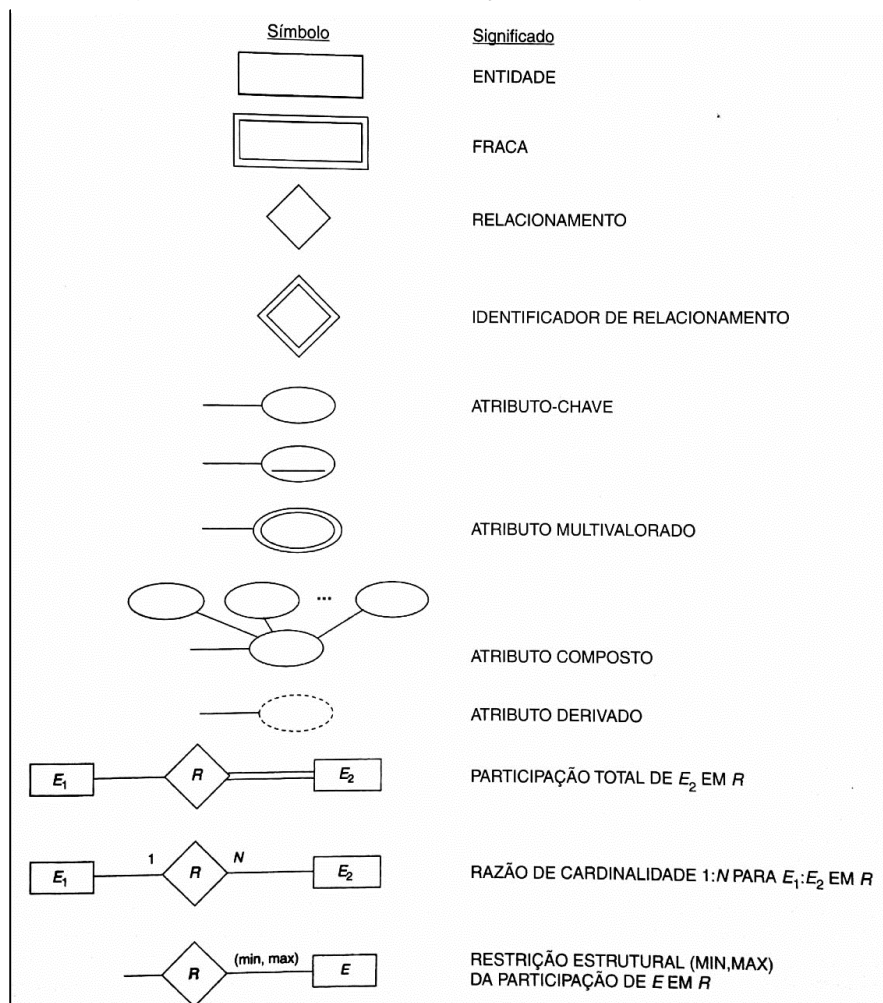 Símbolo Significado
ENTIDADE
FRACA
RELACIONAMENTO
IDENTIFICADOR DE RELACIONAMENTO
ATRIBUTO-CHAVE
ATRIBUTO MULTIVALORADO
...
ATRIBUTO COMPOSTO
ATRIBUTO DERIVADO
E₁ R E₂ PARTICIPAÇÃO TOTAL DE E₂ EM R
E₁ 1 R N E₂ RAZÃO DE CARDINALIDADE 1:N PARA E₁:E₂ EM R
R (min, max) E RESTRIÇÃO ESTRUTURAL (MIN,MAX)
DA PARTICIPAÇÃO DE E EM R